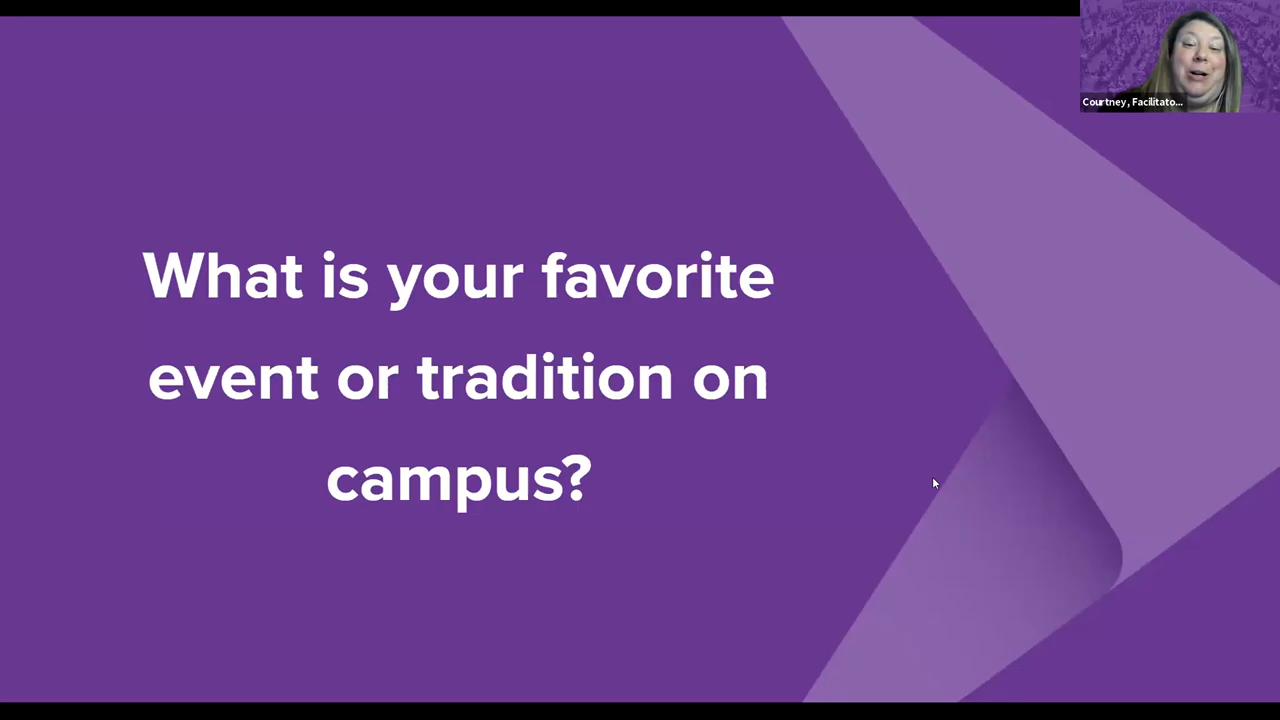 Courtney, Facilitato...
What is your favorite
event or tradition on
campus?